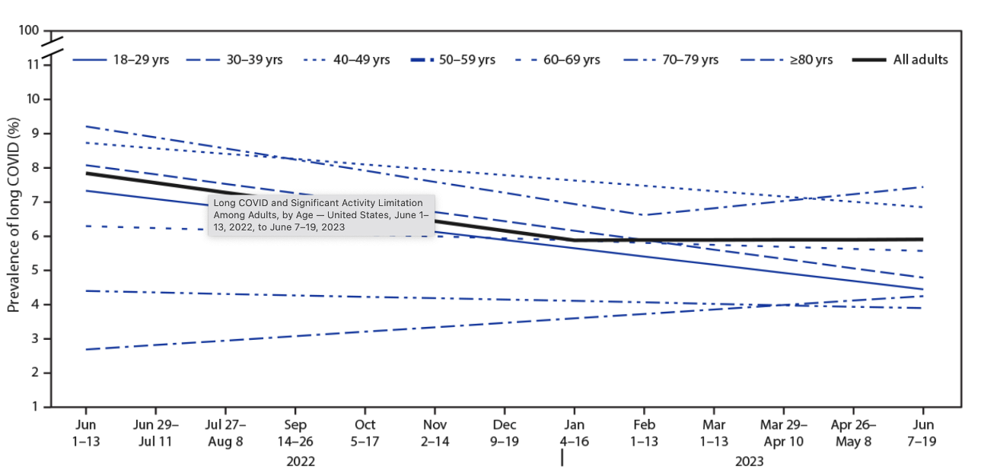 100
11
10
9
8
7
6
5
4
3
2
1
Prevalence of long COVID (%)
18–29 yrs 30–39 yrs 40–49 yrs 50–59 yrs 60–69 yrs 70–79 yrs ≥80 yrs All adults
Long COVID and Significant Activity Limitation
Among Adults, by Age — United States, June 1–
13, 2022, to June 7–19, 2023
Jun Jun 29– Jul 27– Sep Oct Nov Dec Jan Feb Mar Mar 29– Apr 26– Jun
1–13 Jul 11 Aug 8 14–26 5–17 2–14 9–19 4–16 1–13 1–13 Apr 10 May 8 7–19
2022 2023